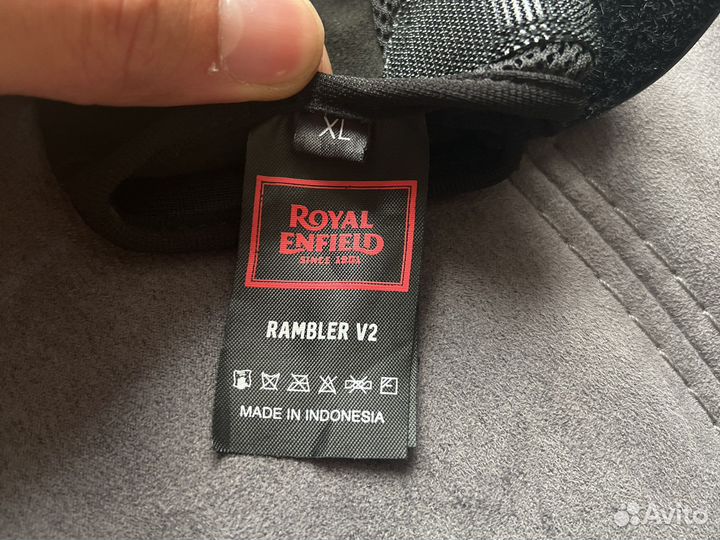 XL
ROYAL
ENFIELD
SINCE 1901
RAMBLER V2
MADE IN INDONESIA
Avito